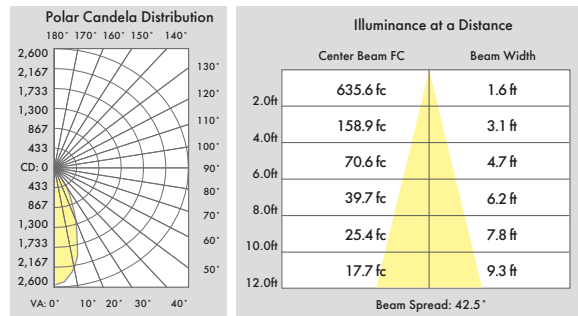 Polar Candela Distribution
180° 170° 160° 150° 140°
2,600
2,167
1,733
1,300
867
433
CD: 0
433
867
1,300
1,733
2,167
2,600
130°
120°
110°
100°
90°
80°
70°
60°
50°
VA: 0° 10° 20° 30° 40°
Illuminance at a Distance
Center Beam FC Beam Width
2.0ft 635.6 fc 1.6 ft
4.0ft 158.9 fc 3.1 ft
6.0ft 70.6 fc 4.7 ft
8.0ft 39.7 fc 6.2 ft
10.0ft 25.4 fc 7.8 ft
12.0ft 17.7 fc 9.3 ft
Beam Spread: 42.5°